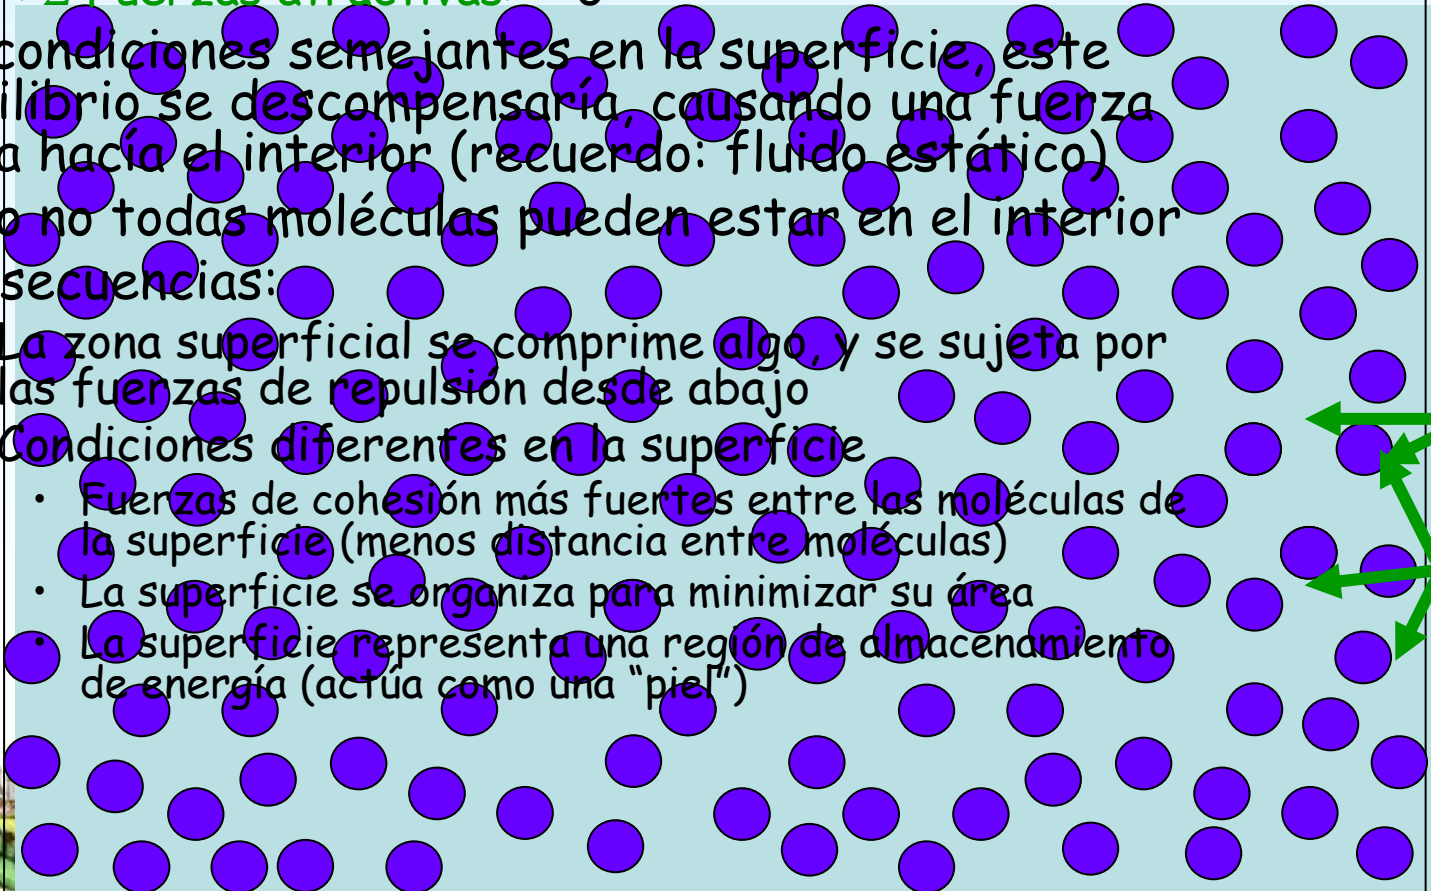 Σ Fuerzas atractivas
condiciones semejantes en la superficie, este
ilibrio se descompensaría, causando una fuerza
a hacía el interior (recuerdo: fluido estático)
o no todas moléculas pueden estar en el interior
secuencias:
La zona superficial se comprime algo, y se sujeta por
las fuerzas de repulsión desde abajo
Condiciones diferentes en la superficie
• Fuerzas de cohesión más fuertes entre las moléculas de
la superficie (menos distancia entre moléculas)
• La superficie se organiza para minimizar su área
• La superficie representa una región de almacenamiento
de energía (actúa como una “piel”)